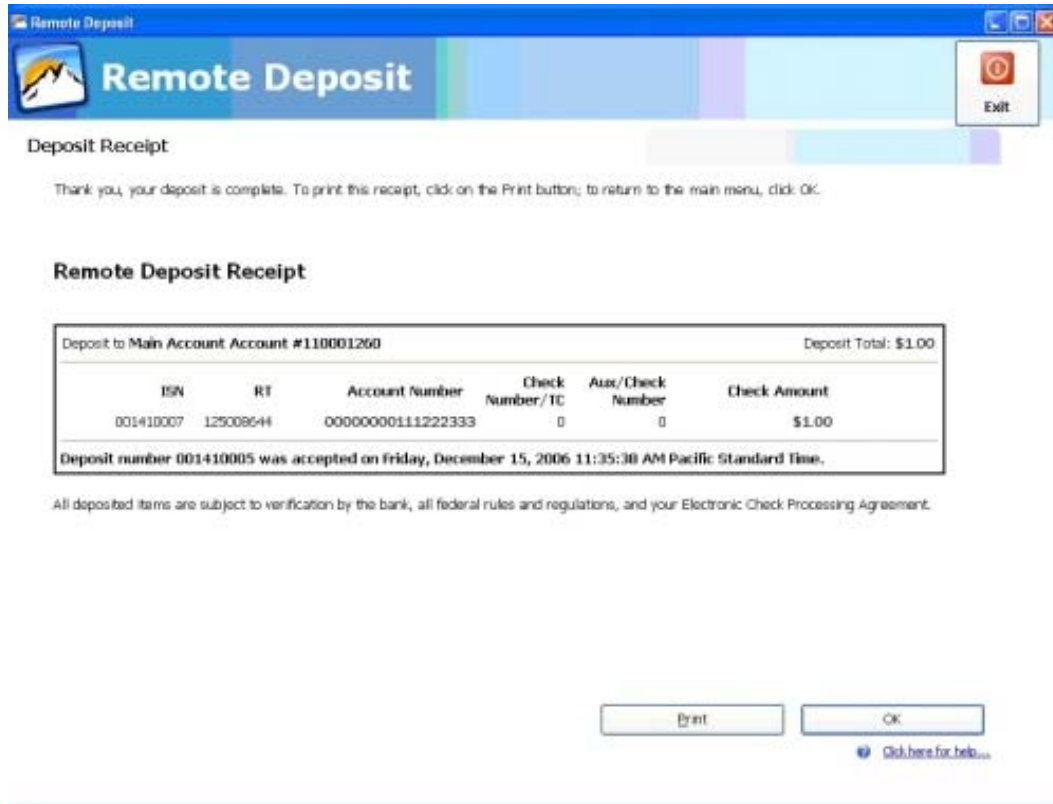 Remote Deposit
Remote Deposit
Exit
Deposit Receipt
Thank you, your deposit is complete. To print this receipt, click on the Print button; to return to the main menu, click OK.
Remote Deposit Receipt
Deposit to Main Account Account #110001260 Deposit Total: $1.00
ISN RT Account Number Check Number/TC Aux/Check Number Check Amount
001410007 125008644 00000000111222333 0 0 $1.00
Deposit number 001410005 was accepted on Friday, December 15, 2006 11:35:38 AM Pacific Standard Time.
All deposited items are subject to verification by the bank, all federal rules and regulations, and your Electronic Check Processing Agreement.
Print OK
Click here for help...